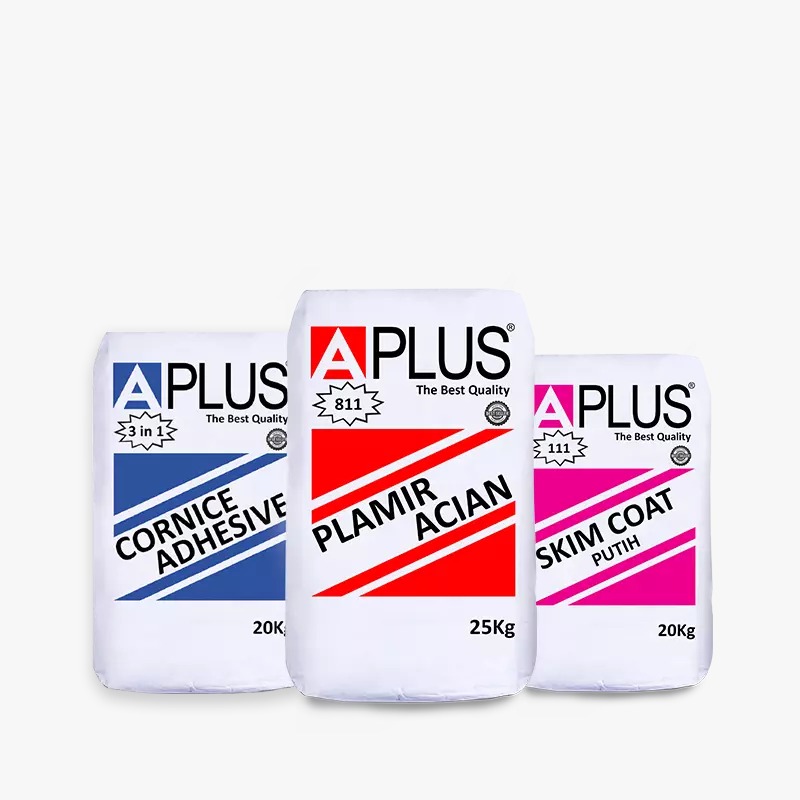 APLUS
The Best Quality
3 in 1
CORNICE
ADHESIVE
20Kg
APLUS®
The Best Quality
811
PLAMIR
ACIAN
25Kg
APLUS®
The Best Quality
111
SKIM COAT
PUTIH
20Kg